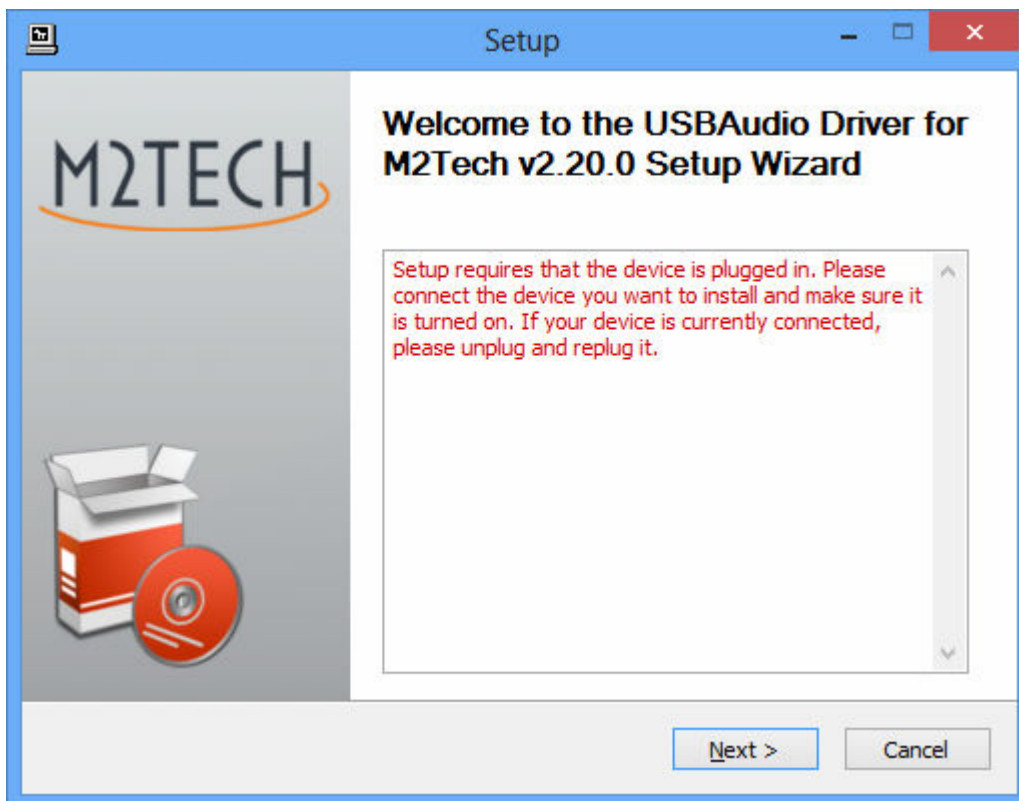 Setup
M2TECH
Welcome to the USBAudio Driver for
M2Tech v2.20.0 Setup Wizard
Setup requires that the device is plugged in. Please
connect the device you want to install and make sure it
is turned on. If your device is currently connected,
please unplug and replug it.
Next >
Cancel